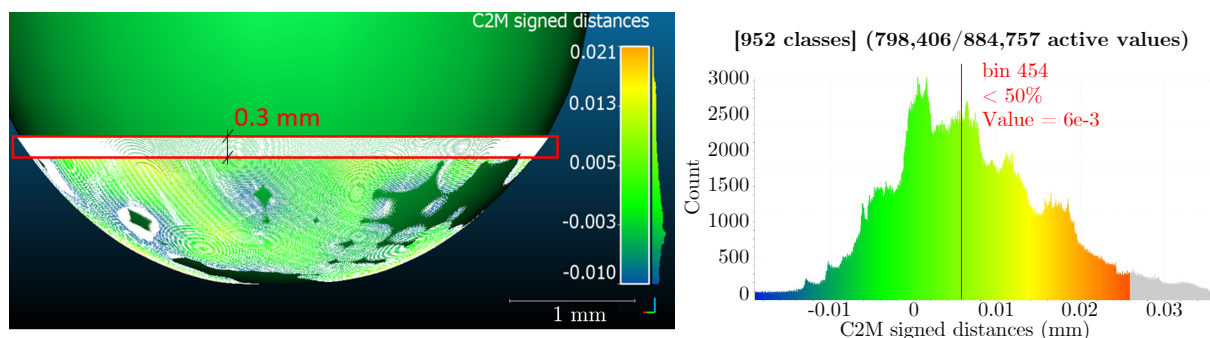 C2M signed distances
0.021
0.013
0.005
-0.003
-0.010
0.3 mm
1 mm
[952 classes] (798,406/884,757 active values)
bin 454
< 50%
Value = 6e-3
Count
3000
2500
2000
1500
1000
500
0
-0.01
0
0.01
0.02
0.03
C2M signed distances (mm)